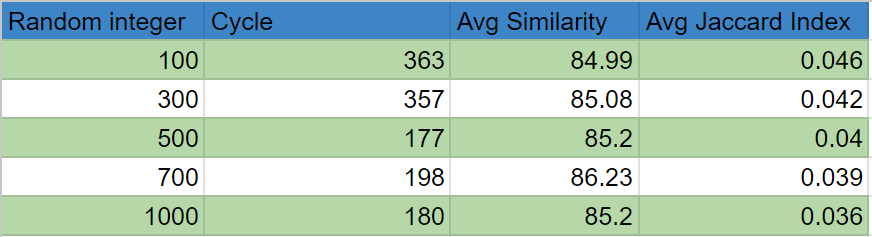 Random integer Cycle Avg Similarity Avg Jaccard Index
100 363 84.99 0.046
300 357 85.08 0.042
500 177 85.2 0.04
700 198 86.23 0.039
1000 180 85.2 0.036